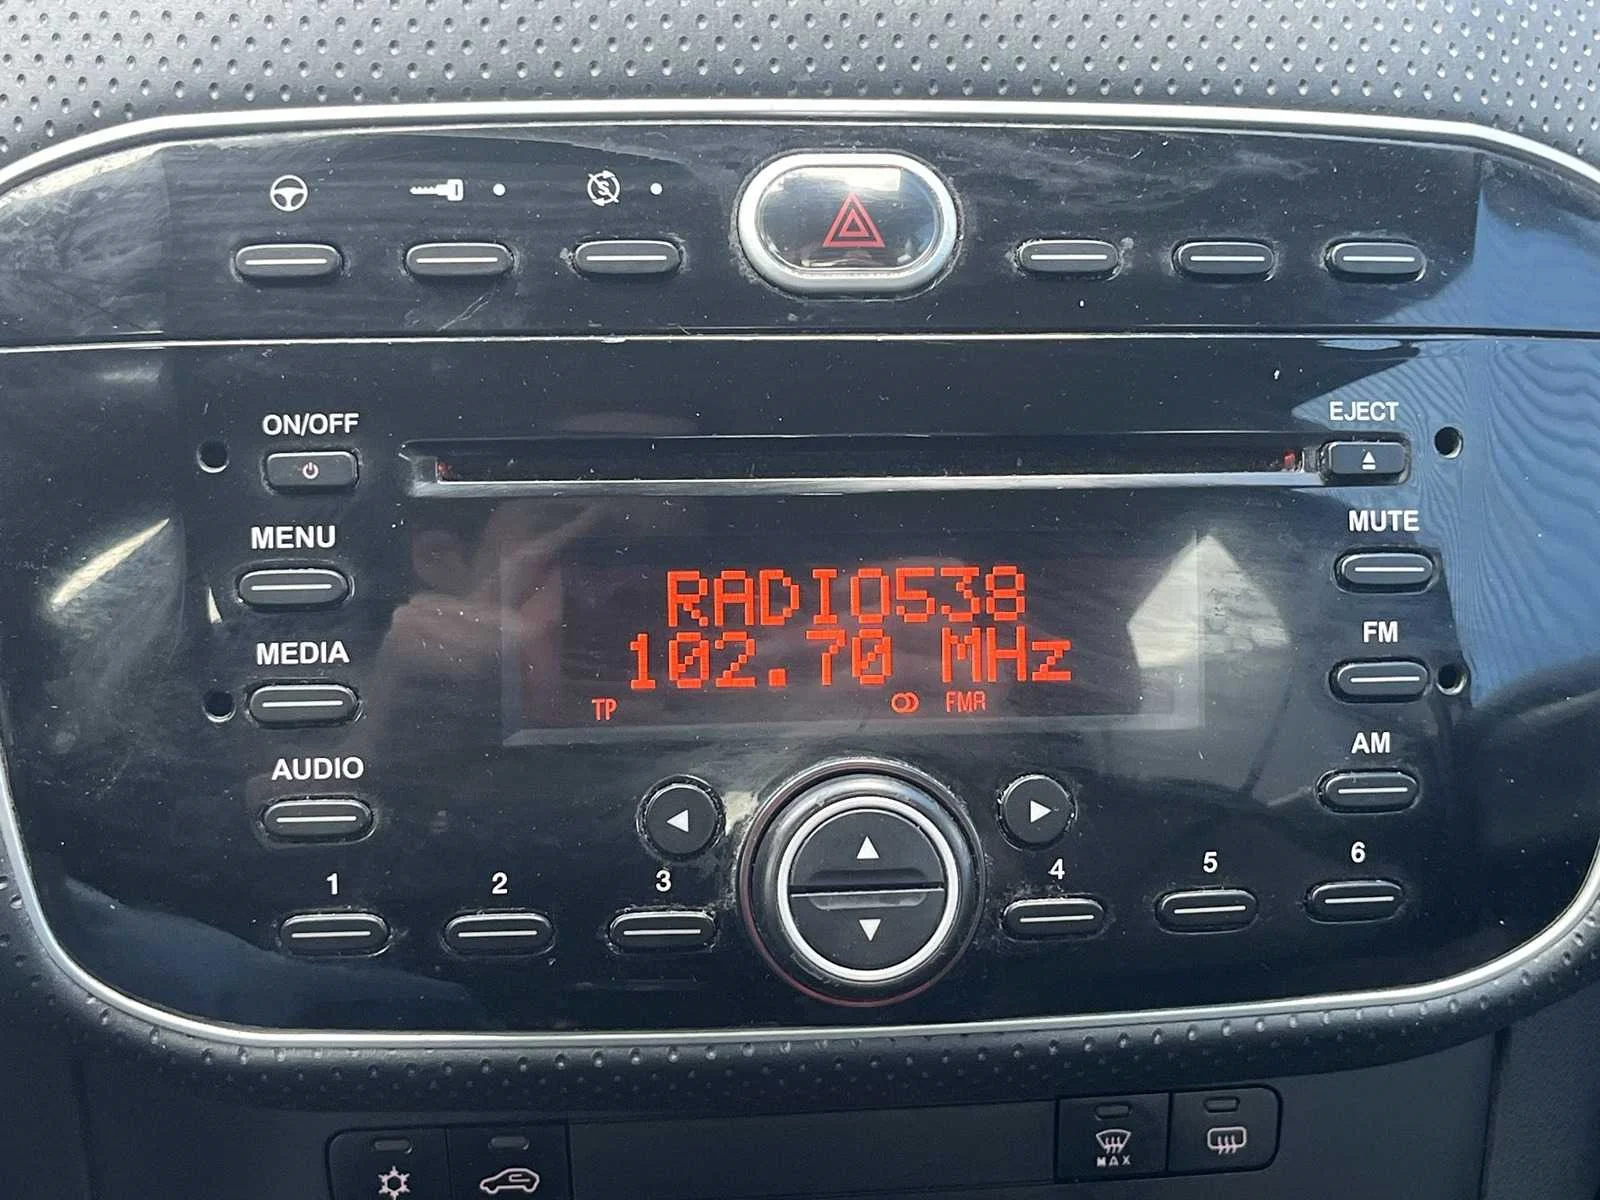 ON/OFF
EJECT
MENU
MUTE
RADIO538
102.70 MHz
MEDIA
FM
TP
FMA
AUDIO
AM
1
2
3
4
5
6
MAX